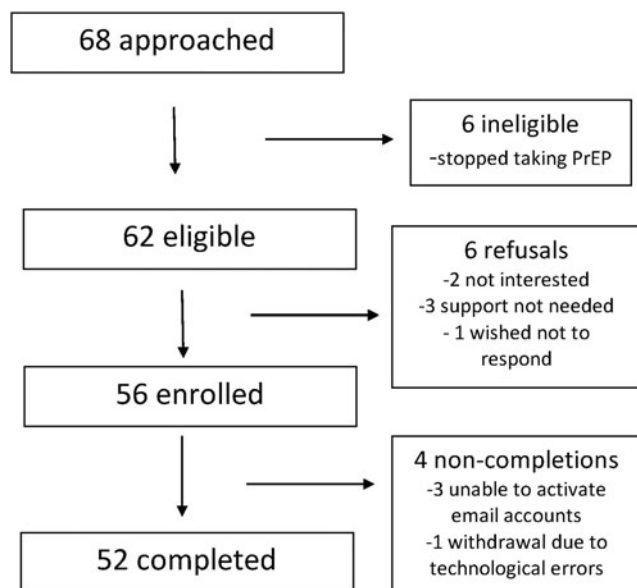 68 approached
6 ineligible
-stopped taking PrEP
62 eligible
6 refusals
-2 not interested
-3 support not needed
- 1 wished not to
respond
56 enrolled
4 non-completions
-3 unable to activate
email accounts
-1 withdrawal due to
technological errors
52 completed